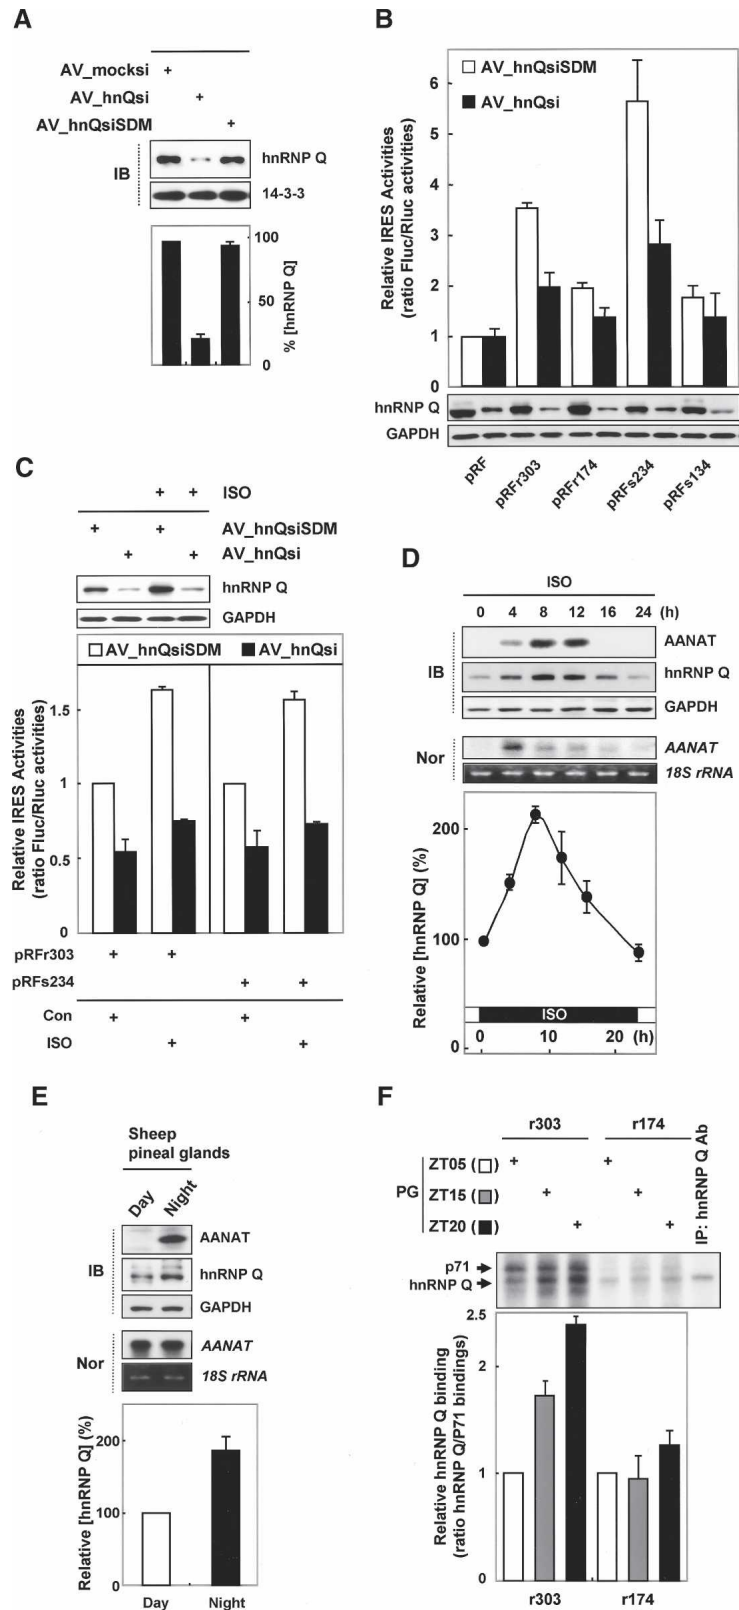 A
AV_mocksi +
AV_hnQsi +
AV_hnQsiSDM +
IB
hnRNP Q
14-3-3
100
50
0
% [hnRNP Q]
B
AV_hnQsiSDM
AV_hnQsi
Relative IRES Activities
(ratio Fluc/Rluc activities)
6
5
4
3
2
1
0
hnRNP Q
GAPDH
pRF pRFr303 pRFr174 pRFs234 pRFs134
C
+ + ISO
+ + AV_hnQsiSDM
+ + AV_hnQsi
hnRNP Q
GAPDH
AV_hnQsiSDM AV_hnQsi
Relative IRES Activities
(ratio Fluc/Rluc activities)
1.5
1
0.5
0
pRFr303 + +
pRFs234 + +
Con + +
ISO + +
D
ISO
0 4 8 12 16 24 (h)
IB
AANAT
hnRNP Q
GAPDH
Nor
AANAT
18S rRNA
Relative [hnRNP Q] (%)
200
100
0
ISO
0 10 20 (h)
E
Sheep
pineal glands
Day Night
IB
AANAT
hnRNP Q
GAPDH
Nor
AANAT
18S rRNA
Relative [hnRNP Q] (%)
200
100
0
Day Night
F
r303 r174
PG
ZT05 ( ) + +
ZT15 ( ) + +
ZT20 ( ) + +
IP: hnRNP Q Ab
p71
hnRNP Q
Relative hnRNP Q binding
(ratio hnRNP Q/P71 bindings)
2.5
2
1
0
r303 r174